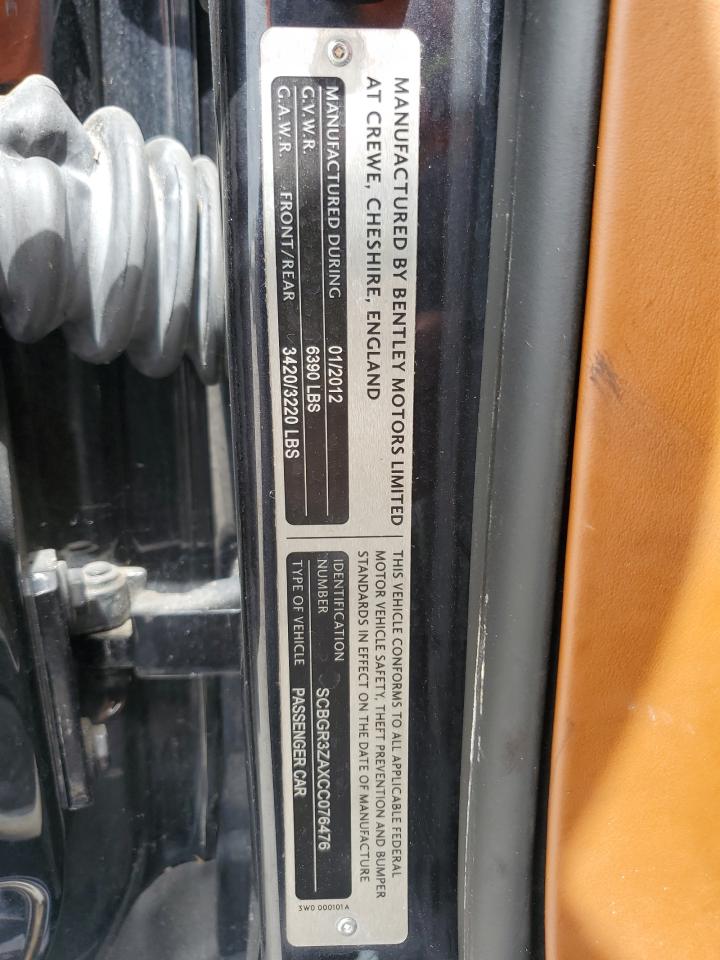 MANUFACTURED BY BENTLEY MOTORS LIMITED
AT CREWE, CHESHIRE, ENGLAND
MANUFACTURED DURING 01/2012
G.V.W.R. 6390 LBS
G.A.W.R. FRONT/REAR 3420/3220 LBS
THIS VEHICLE CONFORMS TO ALL APPLICABLE FEDERAL
MOTOR VEHICLE SAFETY, THEFT PREVENTION AND BUMPER
STANDARDS IN EFFECT ON THE DATE OF MANUFACTURE
IDENTIFICATION
NUMBER SCBGR3ZAXCC076476
TYPE OF VEHICLE PASSENGER CAR
3W0 000101A